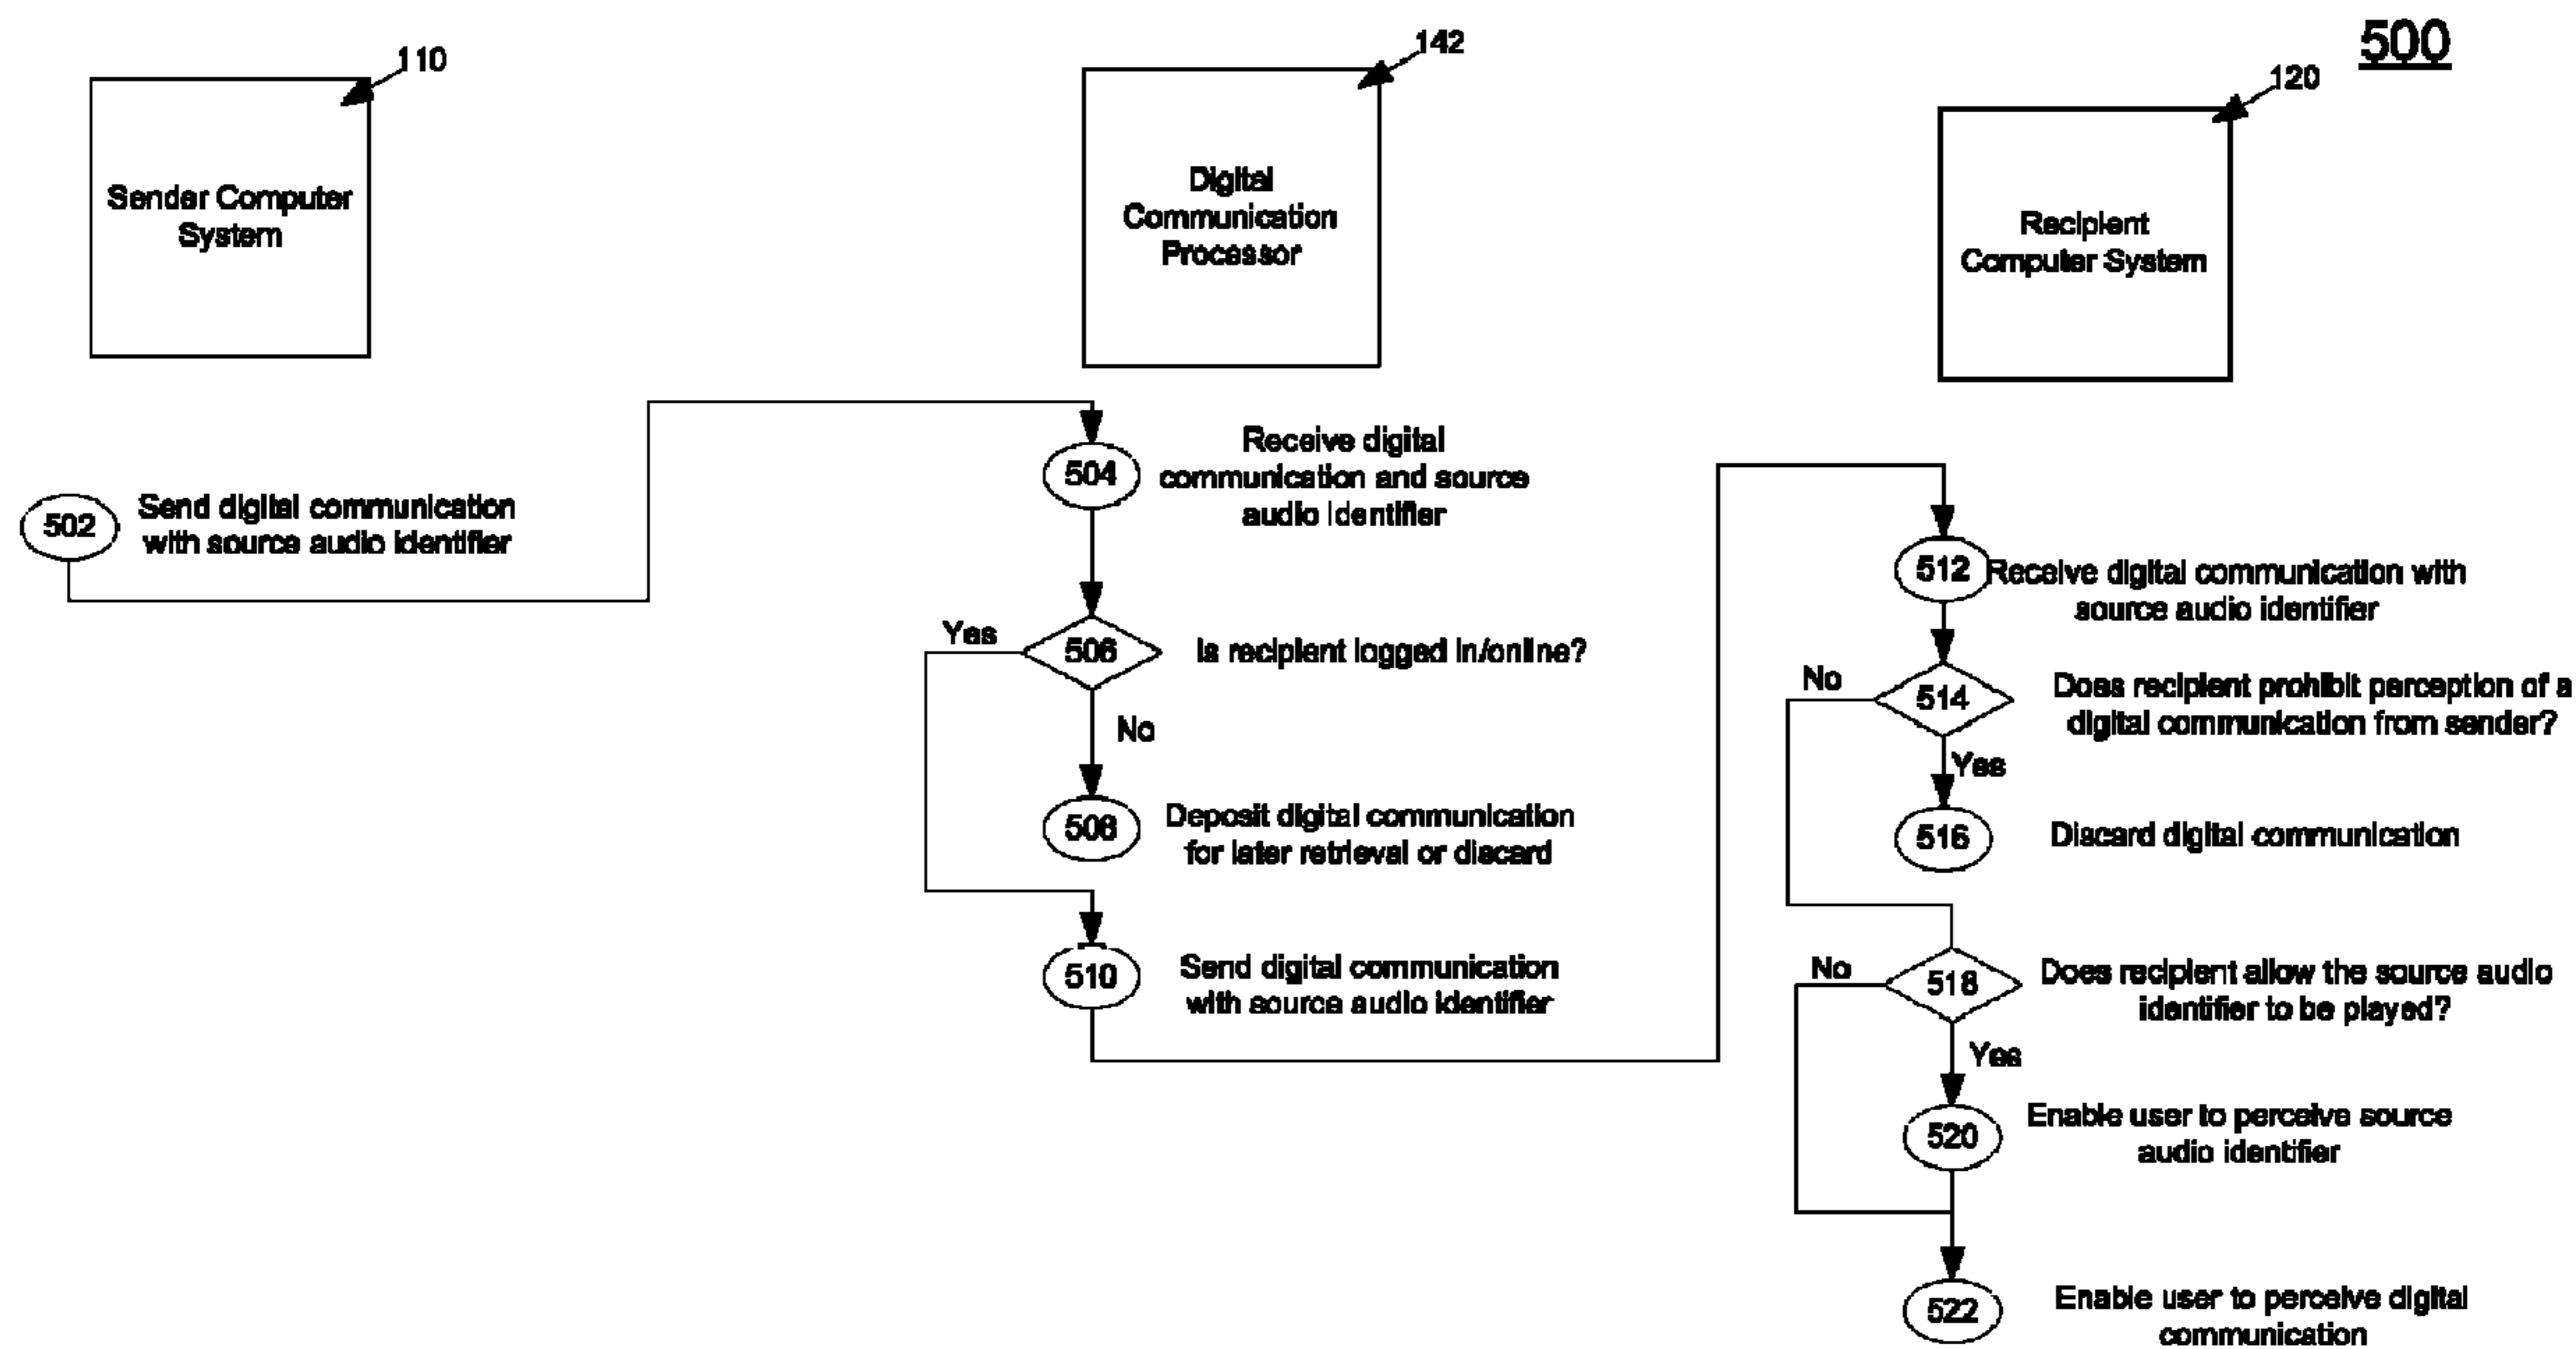 500
110
142
120
Sender Computer
System
Digital
Communication
Processor
Recipient
Computer System
502
Send digital communication
with source audio identifier
504
Receive digital
communication and source
audio identifier
Yes
506
Is recipient logged in/online?
No
508
Deposit digital communication
for later retrieval or discard
510
Send digital communication
with source audio identifier
512
Receive digital communication with
source audio identifier
No
514
Does recipient prohibit perception of a
digital communication from sender?
Yes
516
Discard digital communication
No
518
Does recipient allow the source audio
identifier to be played?
Yes
520
Enable user to perceive source
audio identifier
522
Enable user to perceive digital
communication